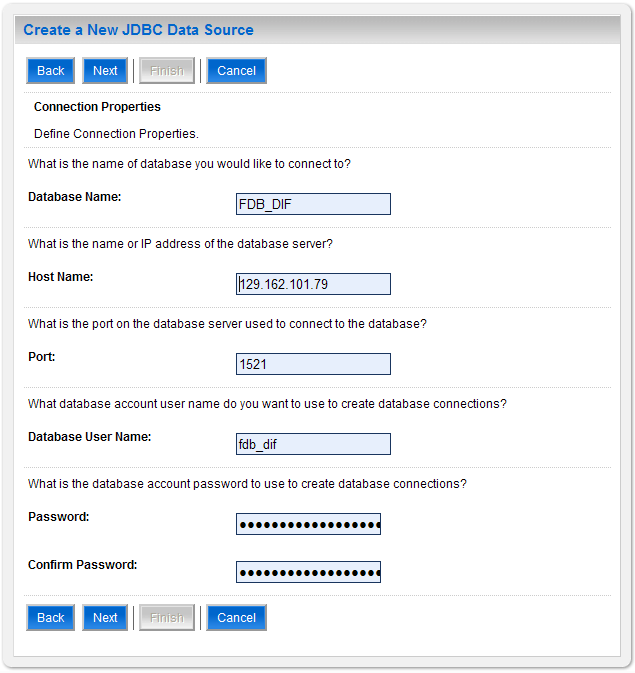 Create a New JDBC Data Source
Back Next Finish Cancel
Connection Properties
Define Connection Properties.
What is the name of database you would like to connect to?
Database Name: FDB_DIF
What is the name or IP address of the database server?
Host Name: 129.162.101.79
What is the port on the database server used to connect to the database?
Port: 1521
What database account user name do you want to use to create database connections?
Database User Name: fdb_dif
What is the database account password to use to create database connections?
Password: ●●●●●●●●●●●●●●●●●●
Confirm Password: ●●●●●●●●●●●●●●●●●●
Back Next Finish Cancel